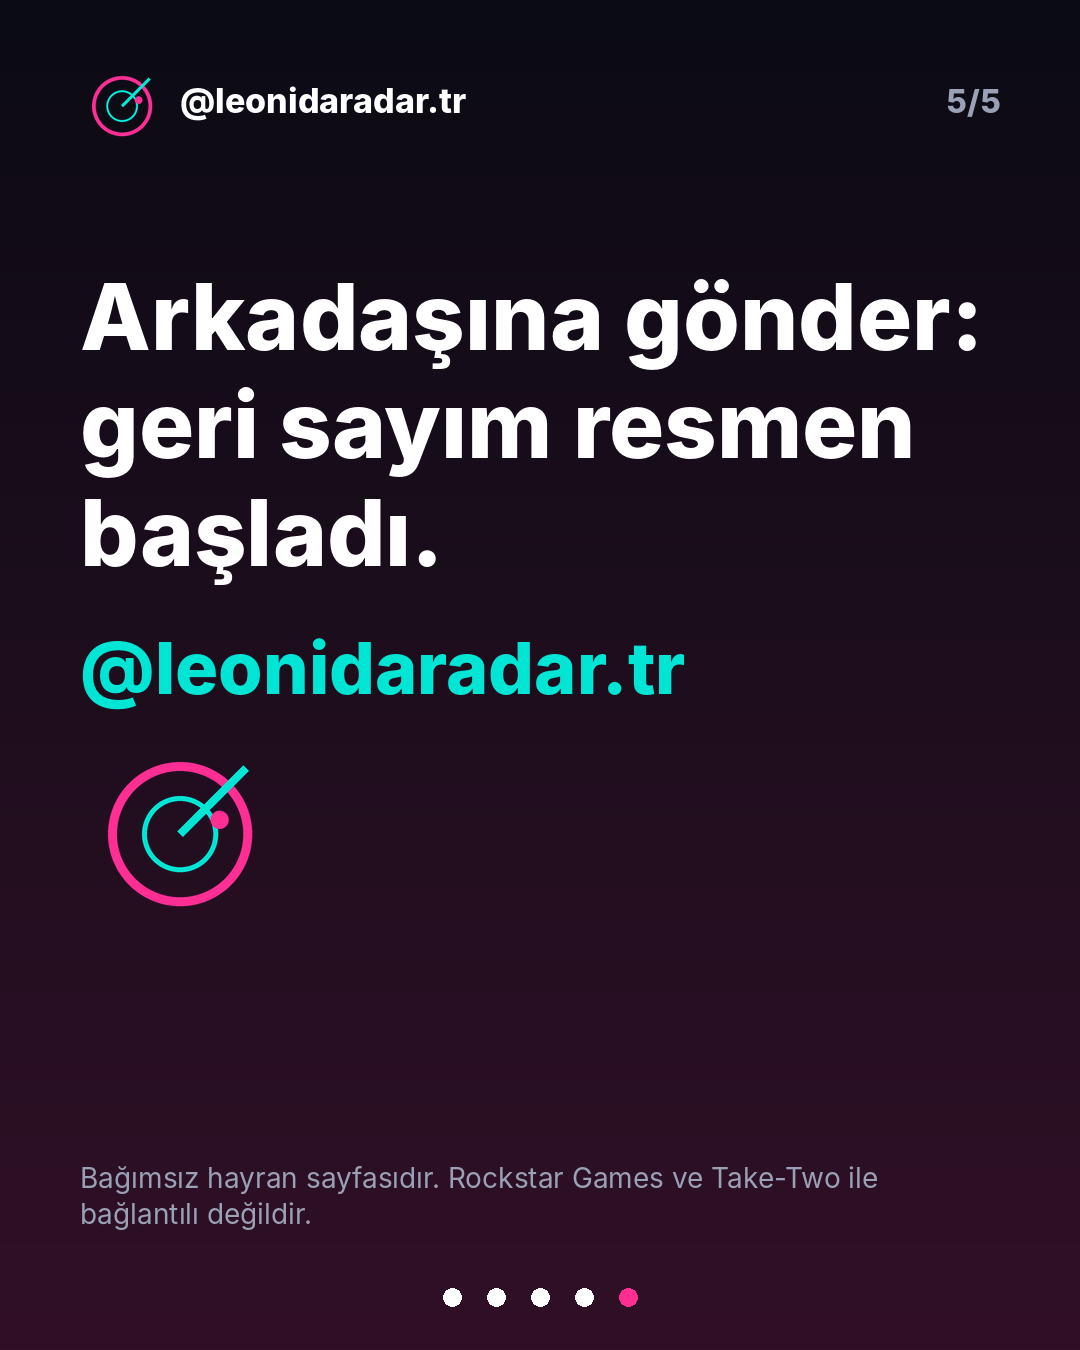 @leonidaradar.tr
5/5
Arkadaşına gönder:
geri sayım resmen
başladı.
@leonidaradar.tr
Bağımsız hayran sayfasıdır. Rockstar Games ve Take-Two ile
bağlantılı değildir.